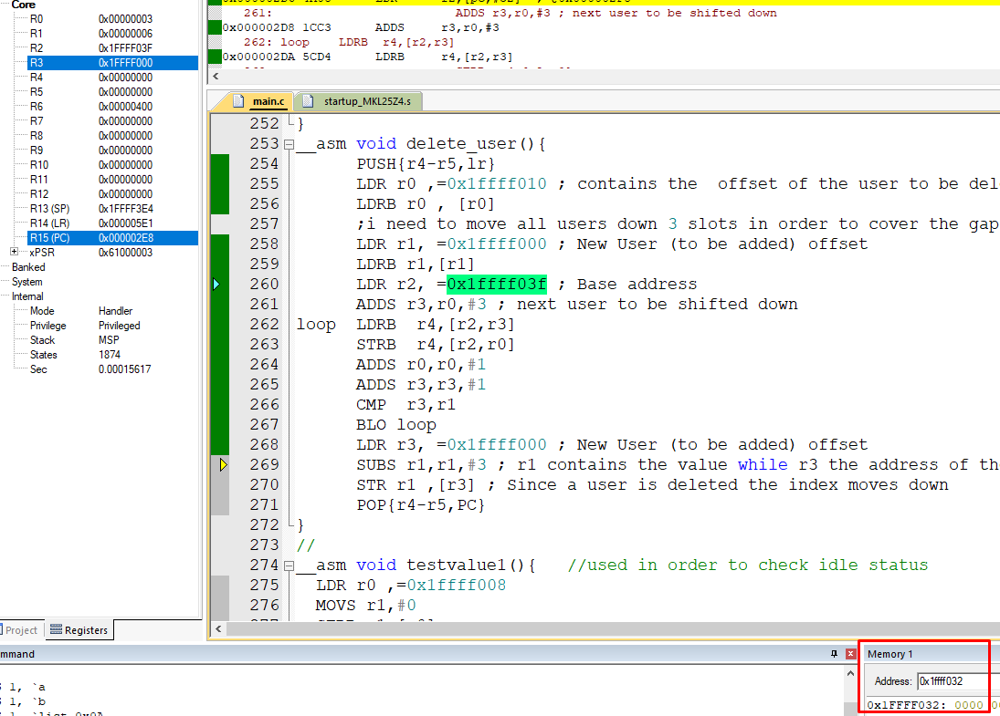 Core
R0 0x00000003
R1 0x00000006
R2 0x1FFFF03F
R3 0x1FFFF000
R4 0x00000000
R5 0x00000000
R6 0x00000400
R7 0x00000000
R8 0x00000000
R9 0x00000000
R10 0x00000000
R11 0x00000000
R12 0x00000000
R13 (SP) 0x1FFFF3E4
R14 (LR) 0x000005E1
R15 (PC) 0x000002E8
xPSR 0x61000003
Banked
System
Internal
Mode Handler
Privilege Privileged
Stack MSP
States 1874
Sec 0.00015617
Project Registers
261: ADDS r3,r0,#3 ; next user to be shifted down
0x000002D8 1CC3 ADDS r3,r0,#3
262: loop LDRB r4,[r2,r3]
0x000002DA 5CD4 LDRB r4,[r2,r3]
main.c startup_MKL25Z4.s
252 }
253 __asm void delete_user(){
254 PUSH{r4-r5,lr}
255 LDR r0 ,=0x1ffff010 ; contains the offset of the user to be del
256 LDRB r0 , [r0]
257 ;i need to move all users down 3 slots in order to cover the gap
258 LDR r1, =0x1ffff000 ; New User (to be added) offset
259 LDRB r1,[r1]
260 LDR r2, =0x1ffff03f ; Base address
261 ADDS r3,r0,#3 ; next user to be shifted down
262 loop LDRB r4,[r2,r3]
263 STRB r4,[r2,r0]
264 ADDS r0,r0,#1
265 ADDS r3,r3,#1
266 CMP r3,r1
267 BLO loop
268 LDR r3, =0x1ffff000 ; New User (to be added) offset
269 SUBS r1,r1,#3 ; r1 contains the value while r3 the address of th
270 STR r1 ,[r3] ; Since a user is deleted the index moves down
271 POP{r4-r5,PC}
272 }
273 //
274 __asm void testvalue1(){ //used in order to check idle status
275 LDR r0 ,=0x1ffff008
276 MOVS r1,#0
mmand
1, `a
1, `b
Memory 1
Address: 0x1ffff032
0x1FFFF032: 0000